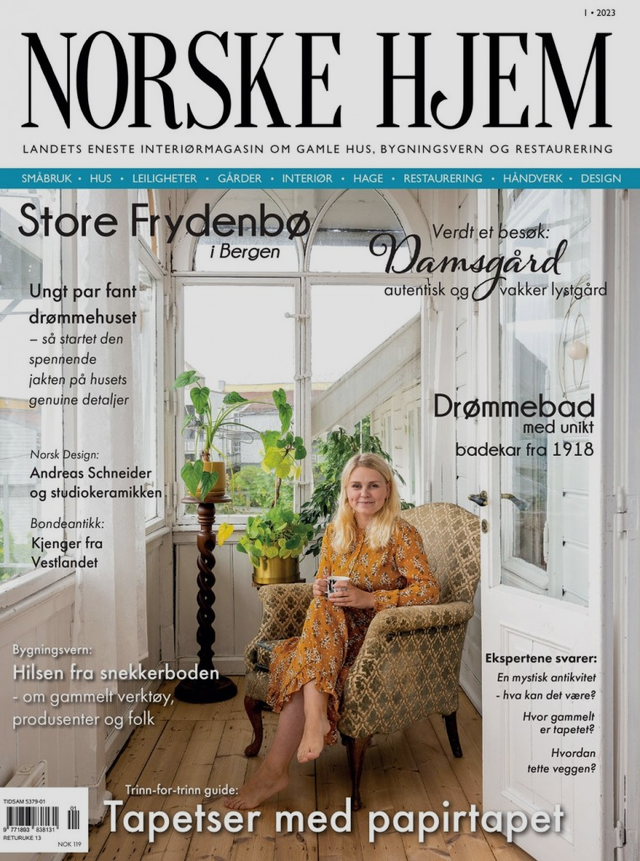 1 • 2023
NORSKE HJEM
LANDETS ENESTE INTERIØRMAGASIN OM GAMLE HUS, BYGNINGSVERN OG RESTAURERING
SMÅBRUK • HUS • LEILIGHETER • GÅRDER • INTERIØR • HAGE • RESTAURERING • HÅNDVERK • DESIGN
Store Frydenbø
i Bergen
Verdt et besøk:
Damsgård
autentisk og vakker lystgård
Ungt par fant
drømmehuset
– så startet den
spennende
jakten på husets
genuine detaljer
Drømmebad
med unikt
badekar fra 1918
Norsk Design:
Andreas Schneider
og studiokeramikken
Bondeantikk:
Kjenger fra
Vestlandet
Bygningsvern:
Hilsen fra snekkerboden
- om gammelt verktøy,
produsenter og folk
Ekspertene svarer:
En mystisk antikvitet
- hva kan det være?
Hvor gammelt
er tapetet?
Hvordan
tette veggen?
Trinn-for-trinn guide:
Tapetser med papirtapet
TIDSAM 5379-01
01
9 771893 838131
RETURUKE 13
NOK 119